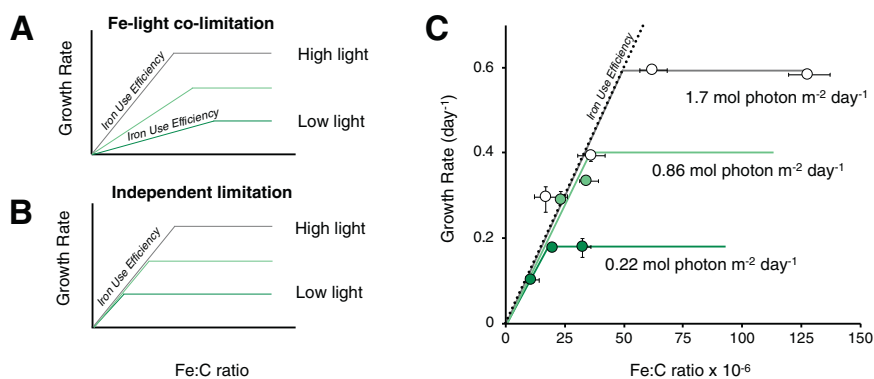 A
Fe-light co-limitation
Growth Rate
Iron Use Efficiency
High light
Iron Use Efficiency
Low light
B
Independent limitation
Growth Rate
Iron Use Efficiency
High light
Low light
Fe:C ratio
C
Growth Rate (day⁻¹)
0.6
0.4
0.2
0
Iron Use Efficiency
1.7 mol photon m⁻² day⁻¹
0.86 mol photon m⁻² day⁻¹
0.22 mol photon m⁻² day⁻¹
0 25 50 75 100 125 150
Fe:C ratio x 10⁻⁶